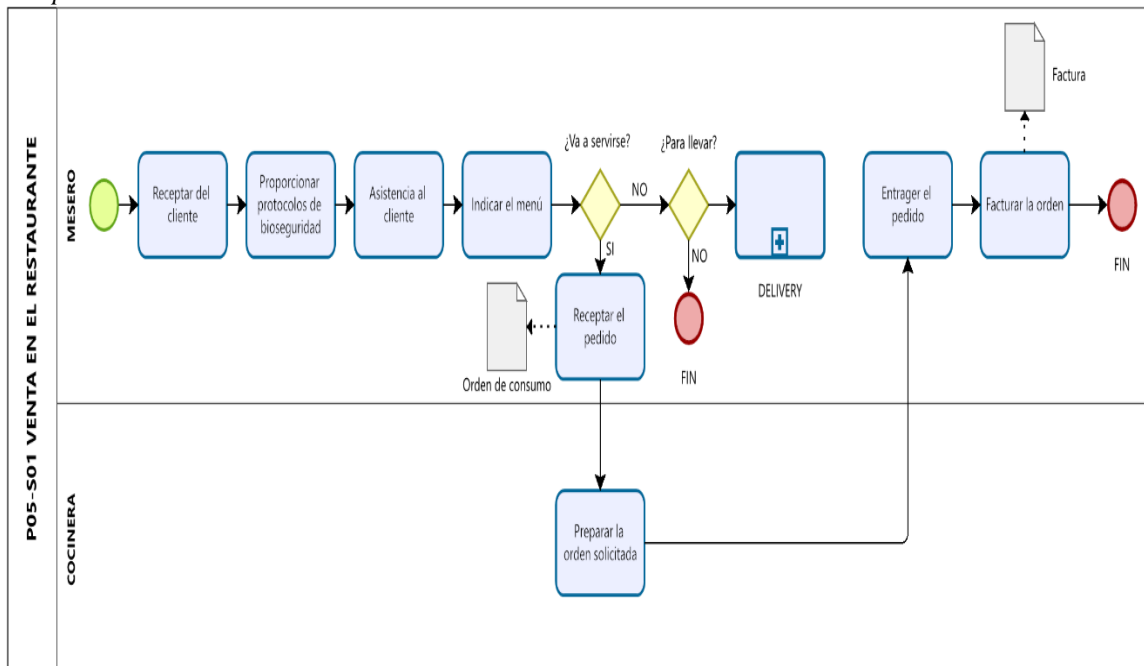 P05-S01 VENTA EN EL RESTAURANTE
MESERO
Receptar del
cliente
Proporcionar
protocolos de
bioseguridad
Asistencia al
cliente
Indicar el menú
¿Va a servirse?
NO
SI
¿Para llevar?
NO
FIN
DELIVERY
Receptar el
pedido
Orden de consumo
Entrager el
pedido
Facturar la orden
Factura
FIN
COCINERA
Preparar la
orden solicitada